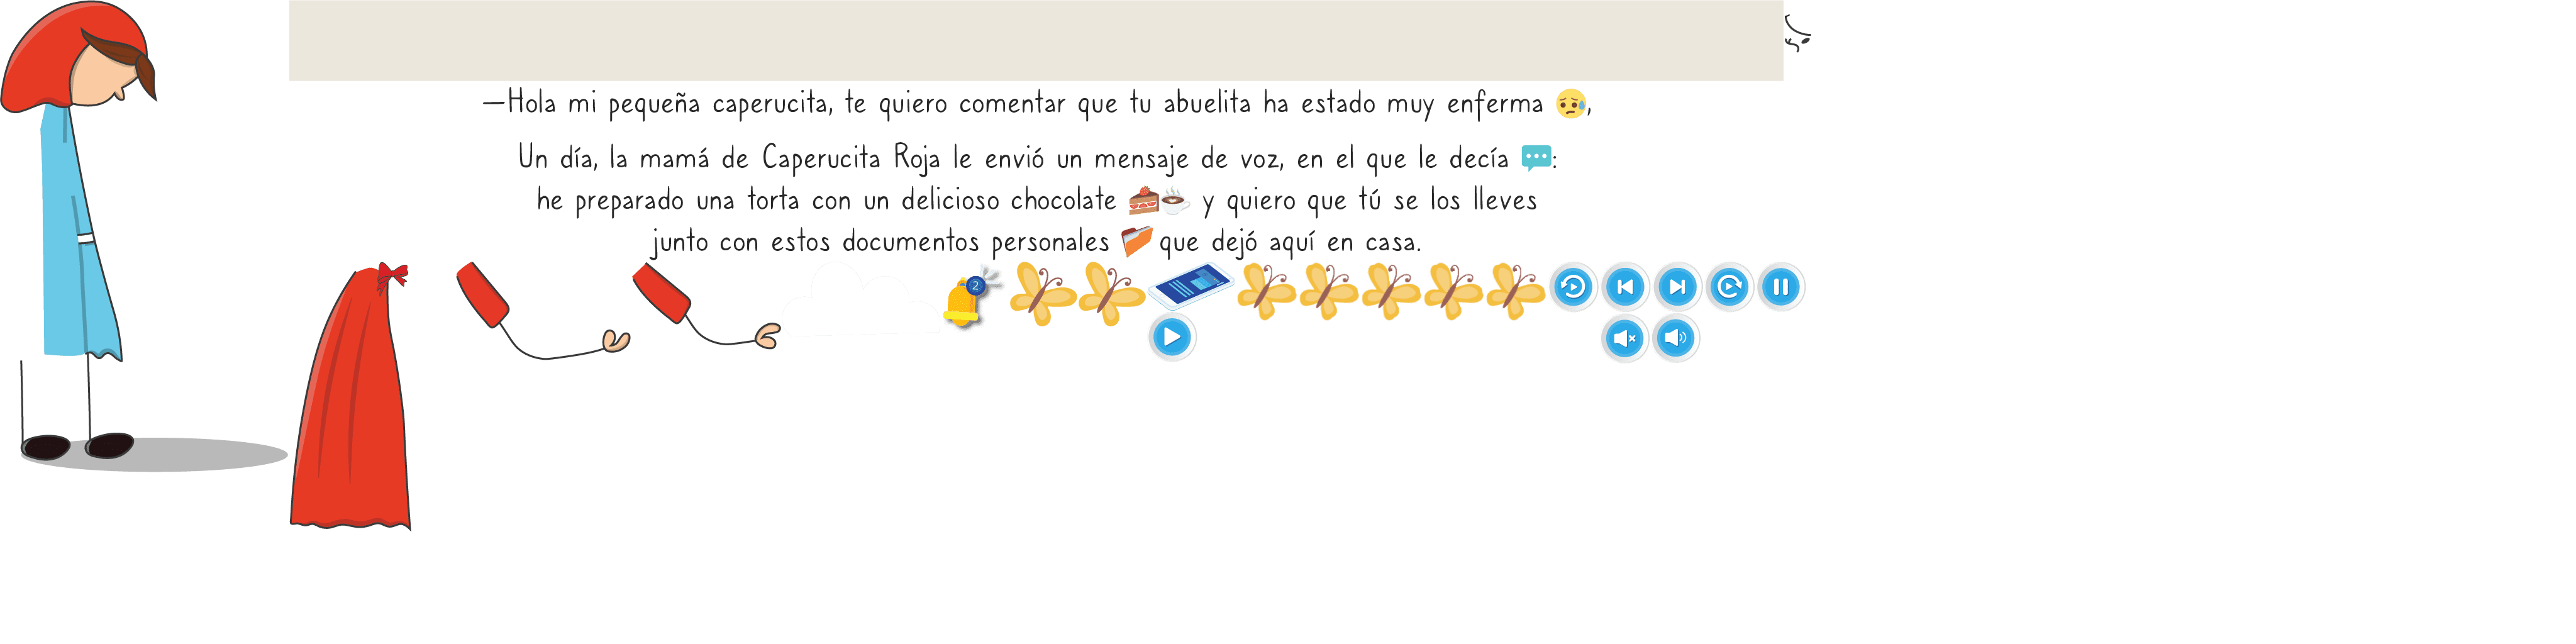 —Hola mi pequeña caperucita, te quiero comentar que tu abuelita ha estado muy enferma 😥,
Un día, la mamá de Caperucita Roja le envió un mensaje de voz, en el que le decía 💬:
he preparado una torta con un delicioso chocolate 🍰☕ y quiero que tú se los lleves
junto con estos documentos personales 📂 que dejó aquí en casa.
2